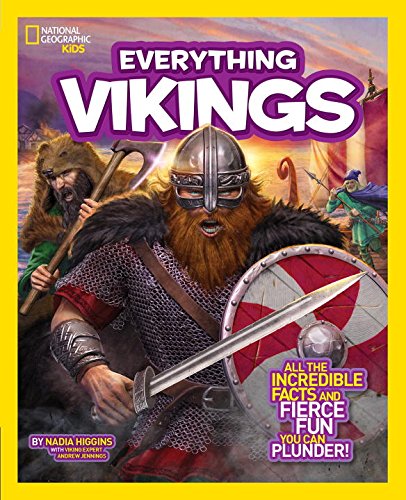 NATIONAL
GEOGRAPHIC
KiDS
EVERYTHING
VIKINGS
ALL THE
INCREDIBLE
FACTS AND
FIERCE
FUN
YOU CAN
PLUNDER!
BY NADIA HIGGINS
WITH VIKING EXPERT
ANDREW JENNINGS